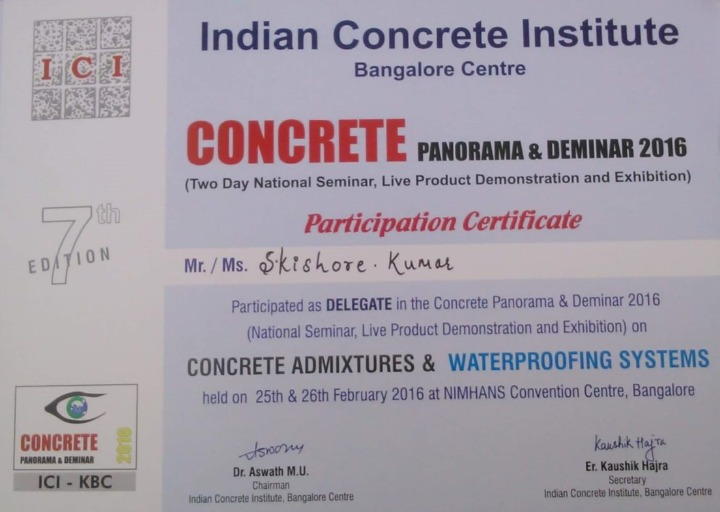 Indian Concrete Institute
Bangalore Centre
ICI
CONCRETE PANORAMA & DEMINAR 2016
(Two Day National Seminar, Live Product Demonstration and Exhibition)
Participation Certificate
7th
EDITION
Mr. / Ms. S.kishore. Kumar
Participated as DELEGATE in the Concrete Panorama & Deminar 2016
(National Seminar, Live Product Demonstration and Exhibition) on
CONCRETE ADMIXTURES & WATERPROOFING SYSTEMS
held on 25th & 26th February 2016 at NIMHANS Convention Centre, Bangalore
CONCRETE
PANORAMA & DEMINAR
2016
ICI - KBC
Dr. Aswath M.U.
Chairman
Indian Concrete Institute, Bangalore Centre
Kaushik Hajra
Er. Kaushik Hajra
Secretary
Indian Concrete Institute, Bangalore Centre